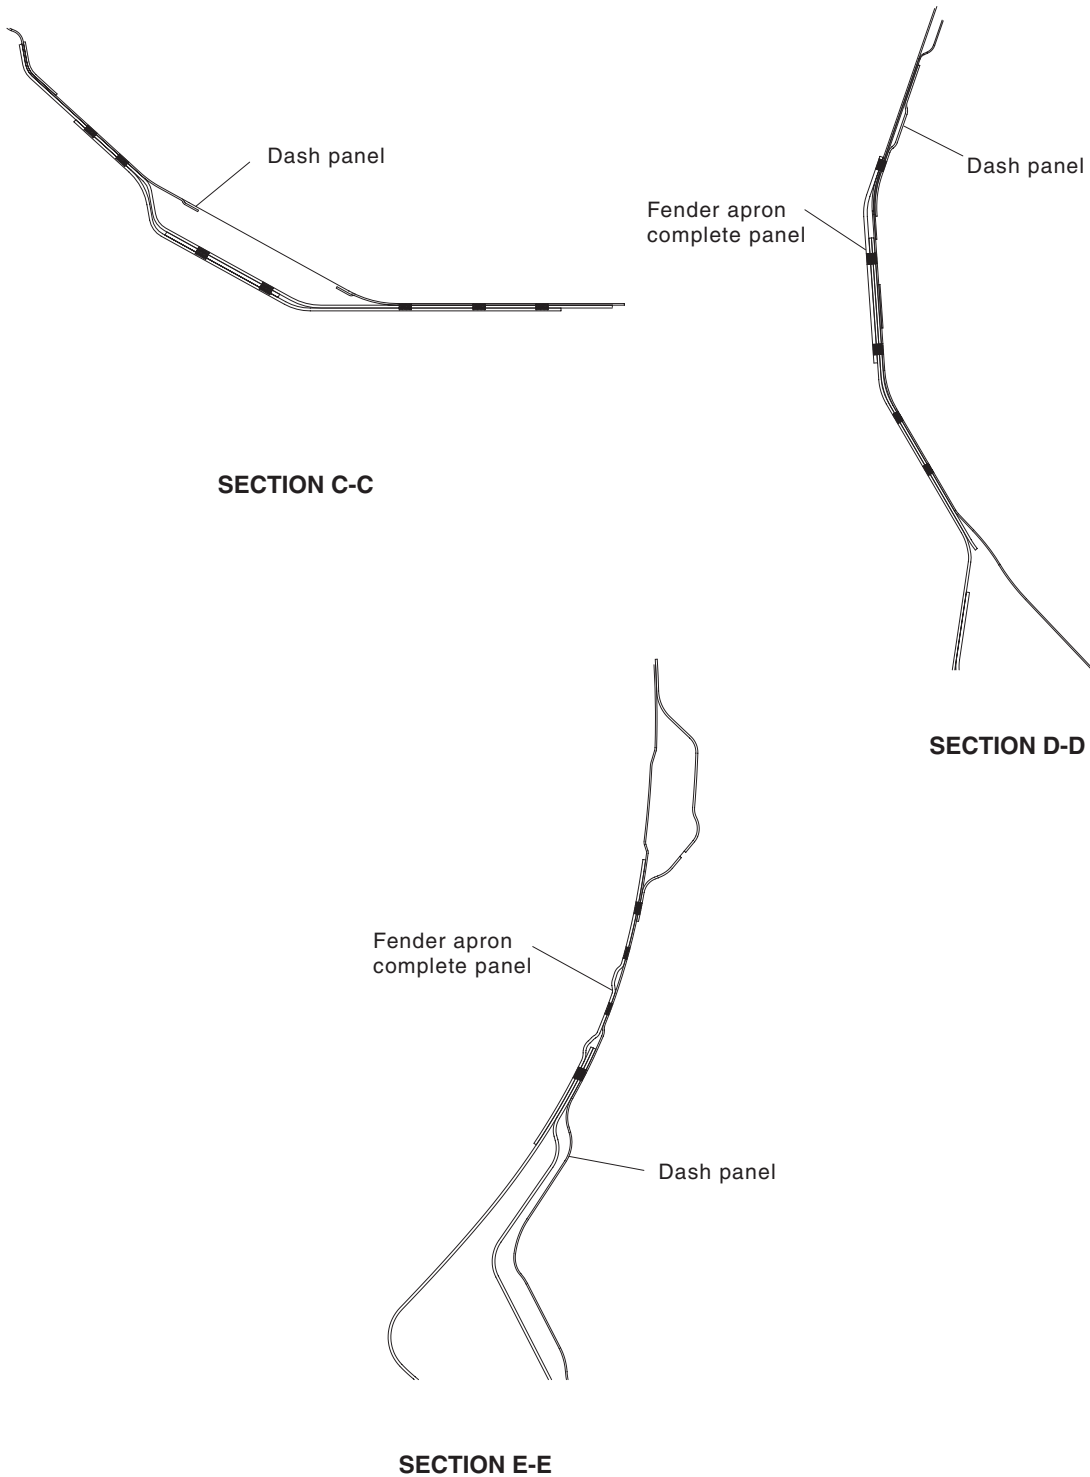 Dash panel
SECTION C-C
Dash panel
Fender apron
complete panel
SECTION D-D
Fender apron
complete panel
Dash panel
SECTION E-E